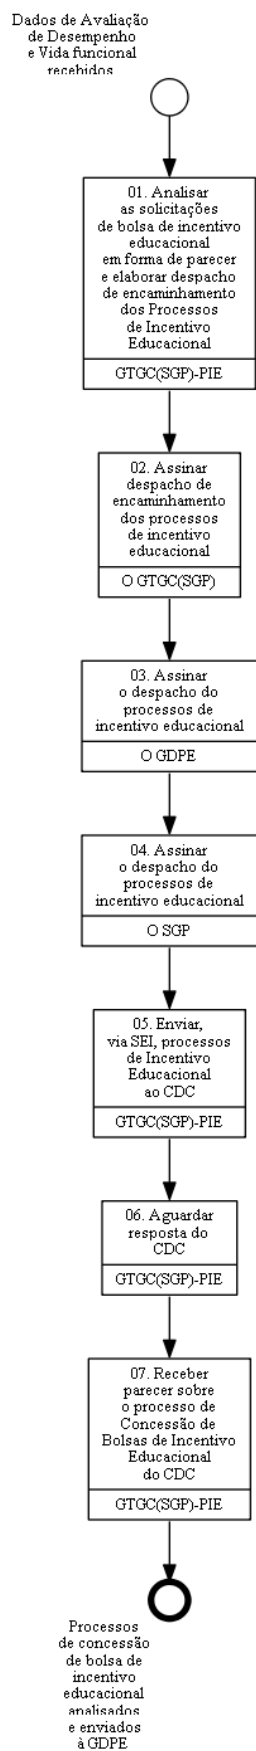 Dados de Avaliação
de Desempenho
e Vida funcional
recebidos
01. Analisar
as solicitações
de bolsa de incentivo
educacional
em forma de parecer
e elaborar despacho
de encaminhamento
dos Processos
de Incentivo
Educacional
GTGC(SGP)-PIE
02. Assinar
despacho de
encaminhamento
dos processos
de incentivo
educacional
O GTGC(SGP)
03. Assinar
o despacho do
processos de
incentivo educacional
O GDPE
04. Assinar
o despacho do
processos de
incentivo educacional
O SGP
05. Enviar,
via SEI, processos
de Incentivo
Educacional
ao CDC
GTGC(SGP)-PIE
06. Aguardar
resposta do
CDC
GTGC(SGP)-PIE
07. Receber
parecer sobre
o processo de
Concessão de
Bolsas de Incentivo
Educacional
do CDC
GTGC(SGP)-PIE
Processos
de concessão
de bolsa de
incentivo
educacional
analisados
e enviados
à GDPE